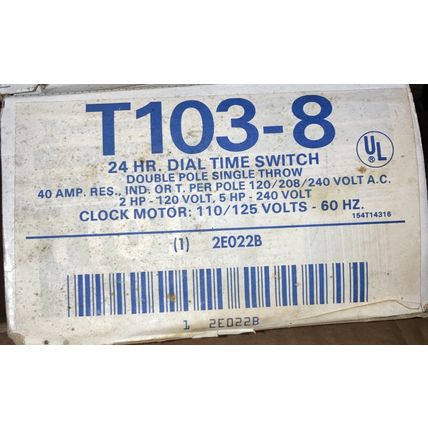 T103-8
UL
®
24 HR. DIAL TIME SWITCH
DOUBLE POLE SINGLE THROW
40 AMP. RES., IND. OR T. PER POLE 120/208/240 VOLT A.C.
2 HP - 120 VOLT, 5 HP - 240 VOLT
CLOCK MOTOR: 110/125 VOLTS - 60 HZ.
154T14316
(1) 2E022B
1 2E022B